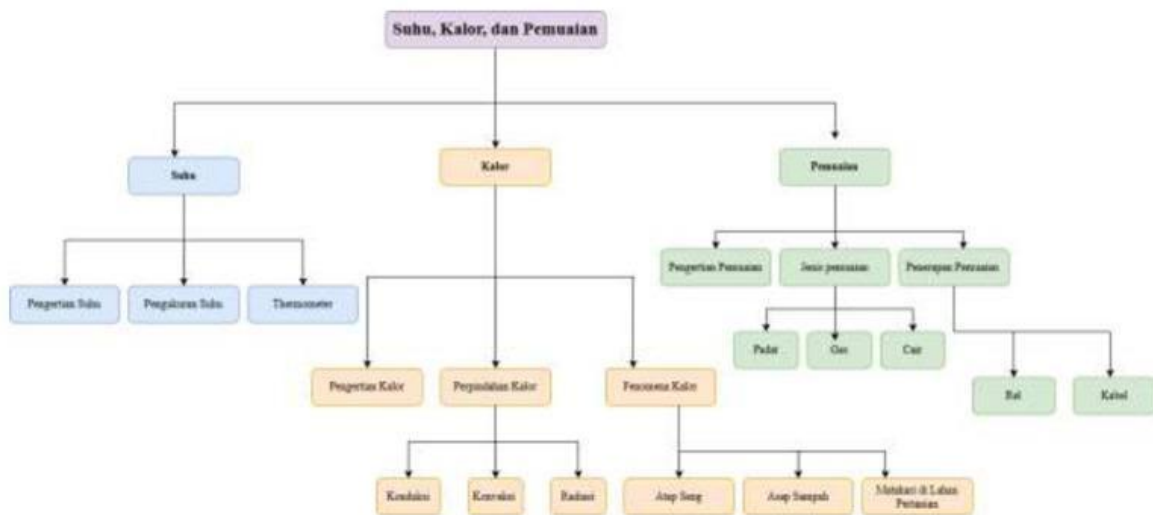 Suhu, Kalor, dan Pemuaian
Suhu
Kalor
Pemuaian
Pengertian Pemuaian
Jenis pemuaian
Penerapan Pemuaian
Pengertian Suhu
Pengukuran Suhu
Thermometer
Padat
Gas
Cair
Pengertian Kalor
Perpindahan Kalor
Fenomena Kalor
Rel
Kabel
Konduksi
Konveksi
Radiasi
Atap Seng
Asap Sampah
Matahari di Lahan
Pertanian